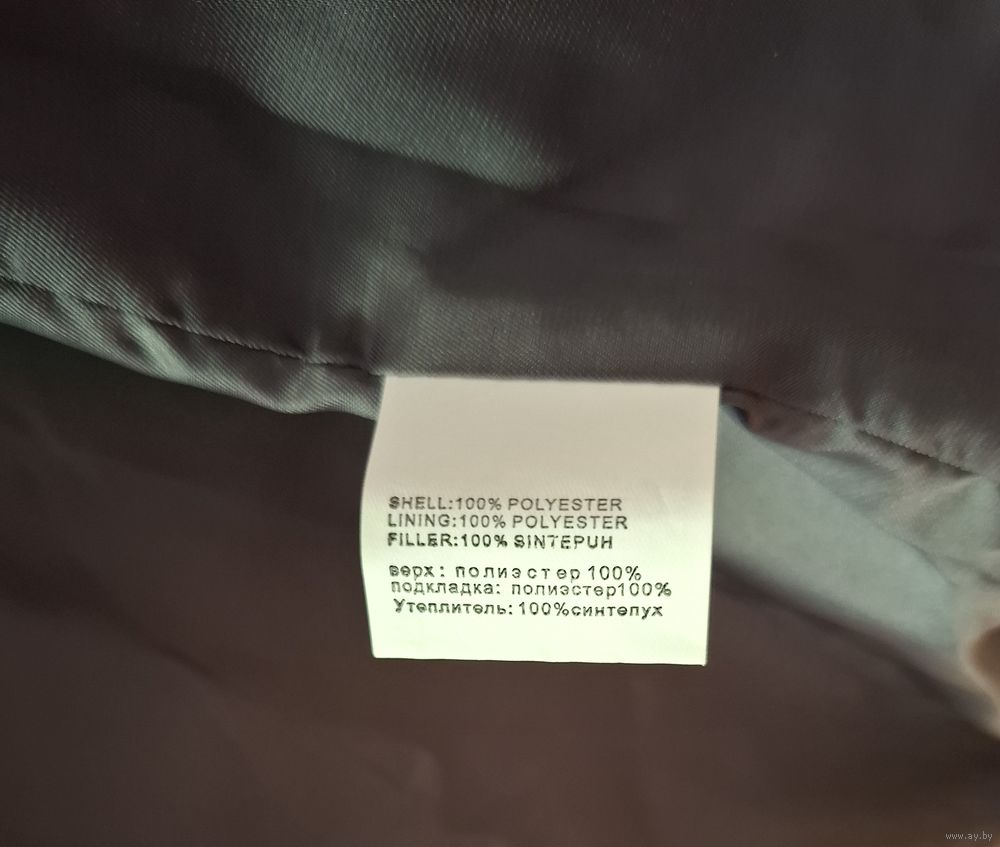 SHELL:100% POLYESTER
LINING:100% POLYESTER
FILLER:100% SINTEPUH
верх: полиэстер 100%
подкладка: полиэстер100%
Утеплитель: 100%синтепух
www.ay.by